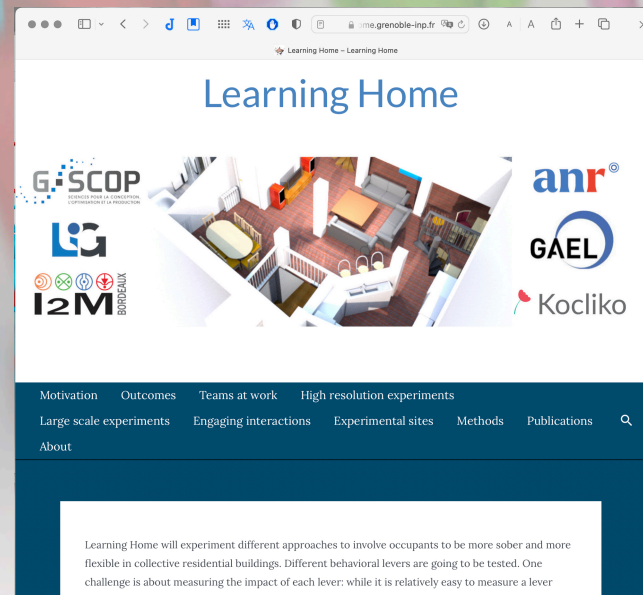 A A
ome.grenoble-inp.fr
Learning Home – Learning Home
Learning Home
G-SCOP
SCIENCES POUR LA CONCEPTION,
L'OPTIMISATION ET LA PRODUCTION
LIG
I2M
BORDEAUX
anr
GAEL
Kocliko
Motivation Outcomes Teams at work High resolution experiments
Large scale experiments Engaging interactions Experimental sites Methods Publications
About
Learning Home will experiment different approaches to involve occupants to be more sober and more
flexible in collective residential buildings. Different behavioral levers are going to be tested. One
challenge is about measuring the impact of each lever: while it is relatively easy to measure a lever